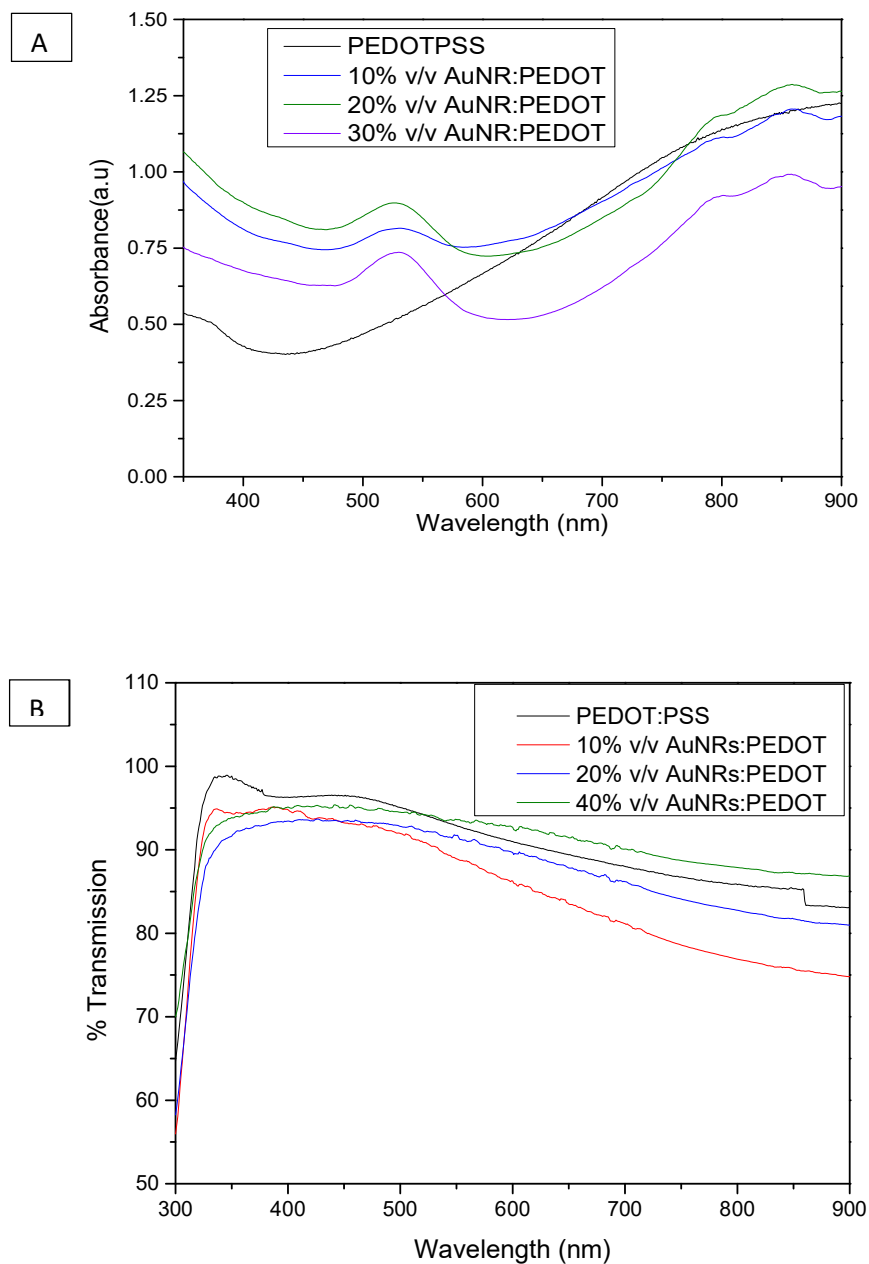 A
1.50
1.25
1.00
0.75
0.50
0.25
0.00
Absorbance(a.u)
PEDOTPSS
10% v/v AuNR:PEDOT
20% v/v AuNR:PEDOT
30% v/v AuNR:PEDOT
400 500 600 700 800 900
Wavelength (nm)
B
110
100
90
80
70
60
50
% Transmission
PEDOT:PSS
10% v/v AuNRs:PEDOT
20% v/v AuNRs:PEDOT
40% v/v AuNRs:PEDOT
300 400 500 600 700 800 900
Wavelength (nm)